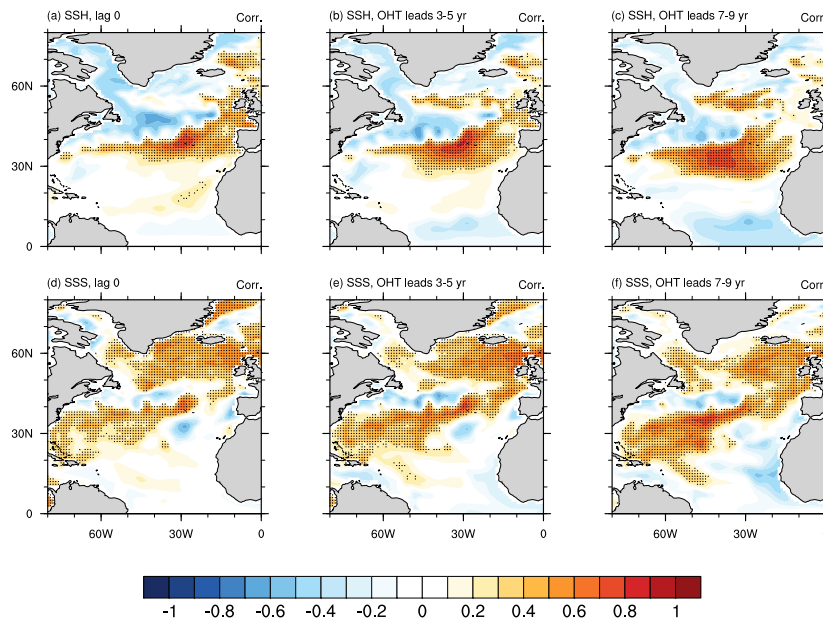 (a) SSH, lag 0 Corr.
(b) SSH, OHT leads 3-5 yr Corr.
(c) SSH, OHT leads 7-9 yr Corr.
60N
30N
0
(d) SSS, lag 0 Corr.
(e) SSS, OHT leads 3-5 yr Corr.
(f) SSS, OHT leads 7-9 yr Corr.
60N
30N
0
60W 30W 0
60W 30W 0
60W 30W
-1 -0.8 -0.6 -0.4 -0.2 0 0.2 0.4 0.6 0.8 1